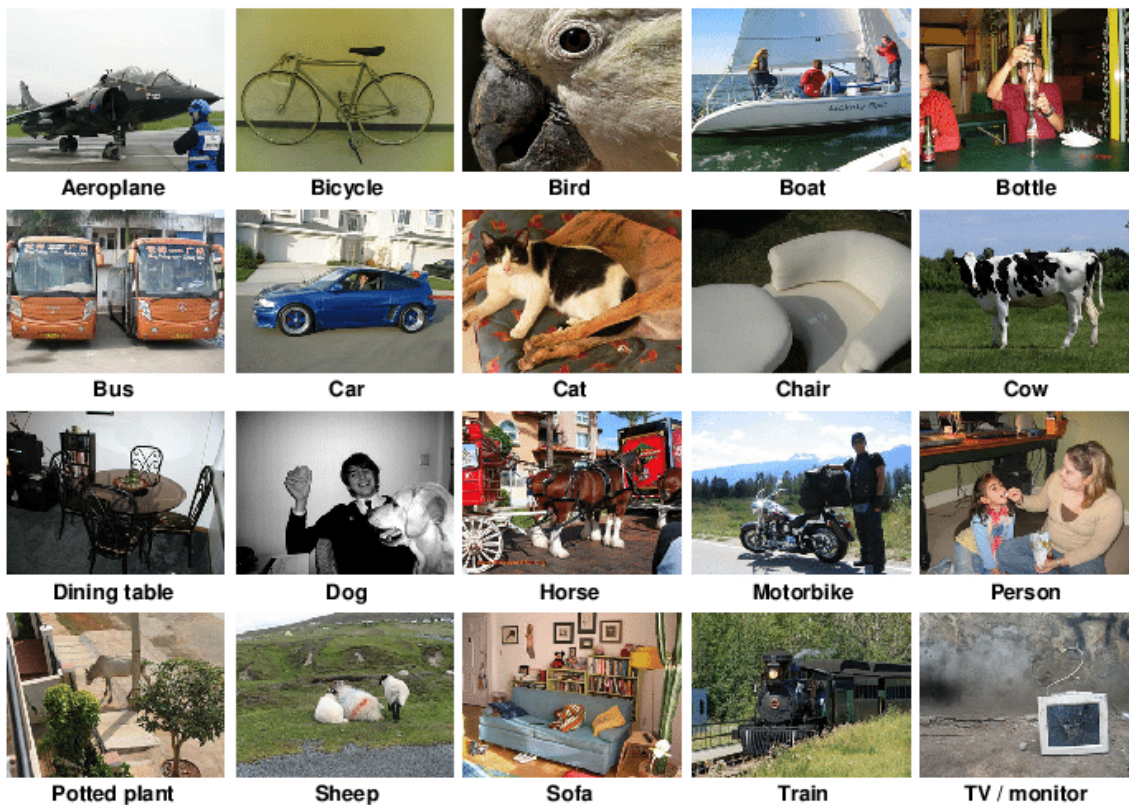 Aeroplane
Bicycle
Bird
Boat
Bottle
Bus
Car
Cat
Chair
Cow
Dining table
Dog
Horse
Motorbike
Person
Potted plant
Sheep
Sofa
Train
TV / monitor